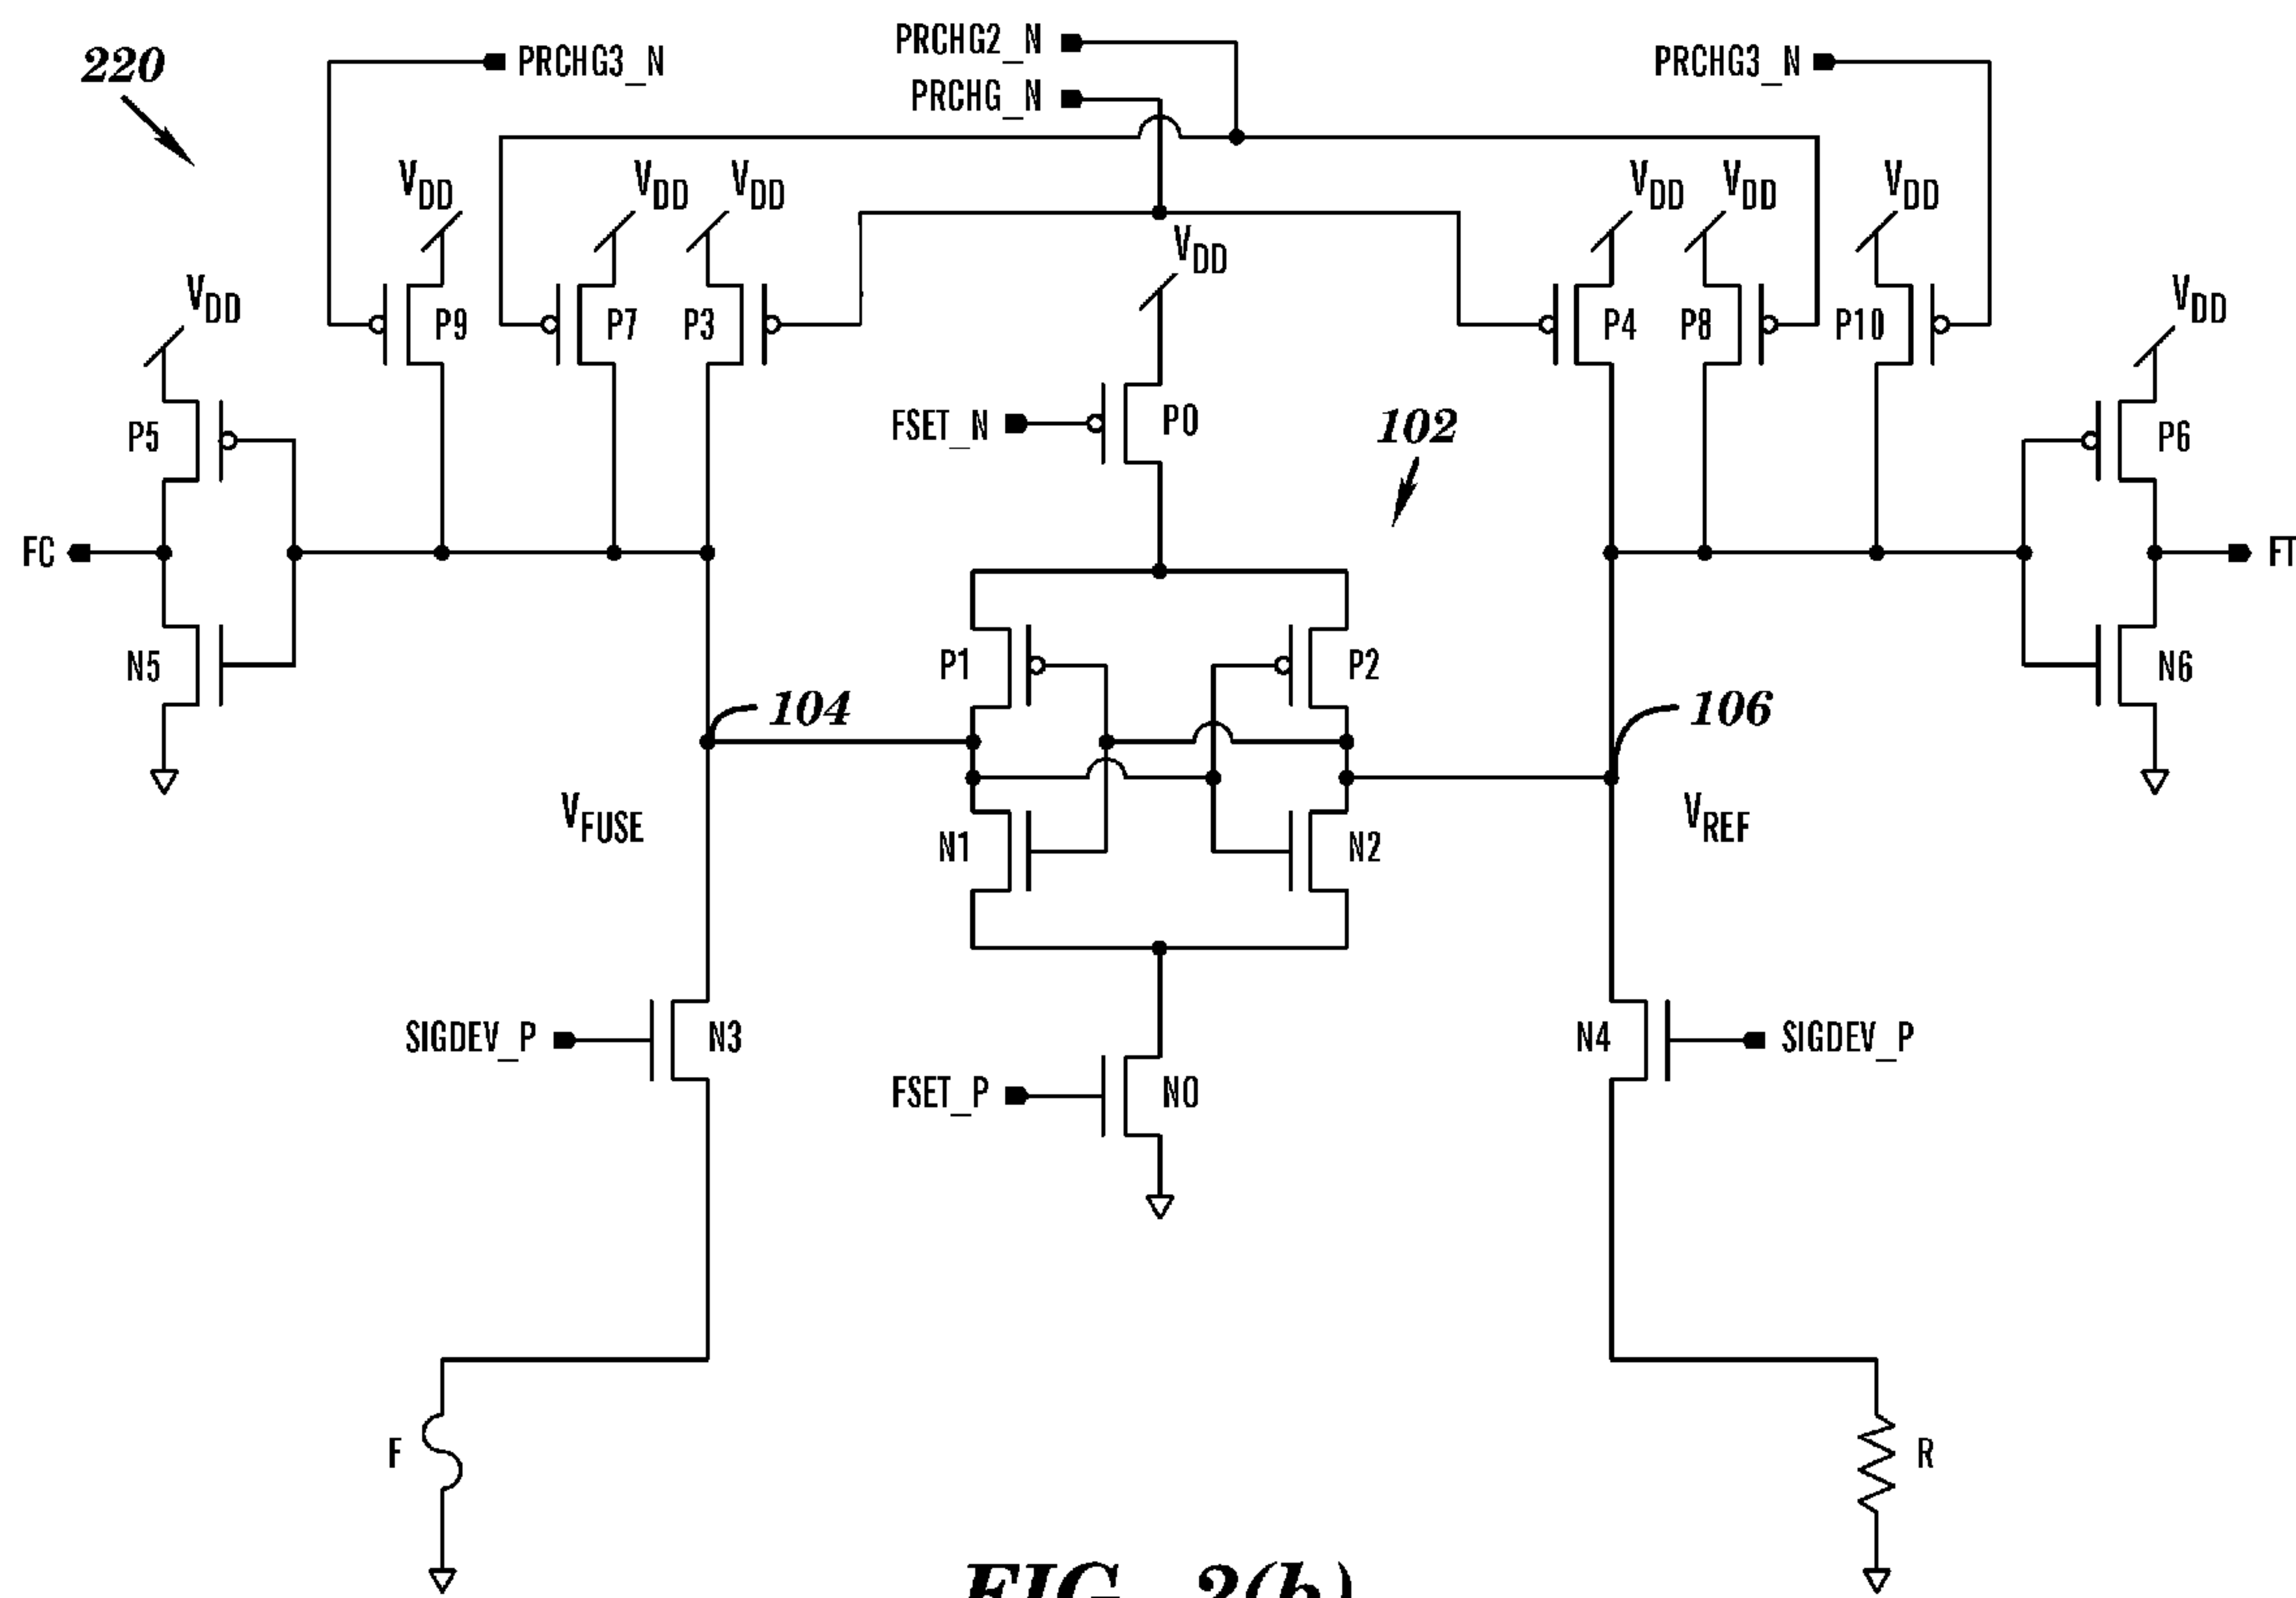 220
PRCHG3_N
PRCHG2_N
PRCHG_N
PRCHG3_N
VDD
VDD
VDD
VDD
VDD
VDD
VDD
VDD
VDD
P9
P7
P3
P4
P8
P10
P5
FSET_N
P0
102
P6
FC
FT
P1
P2
N5
N6
104
106
VFUSE
VREF
N1
N2
SIGDEV_P
N3
N4
SIGDEV_P
FSET_P
N0
F
R
FIG. 2(b)